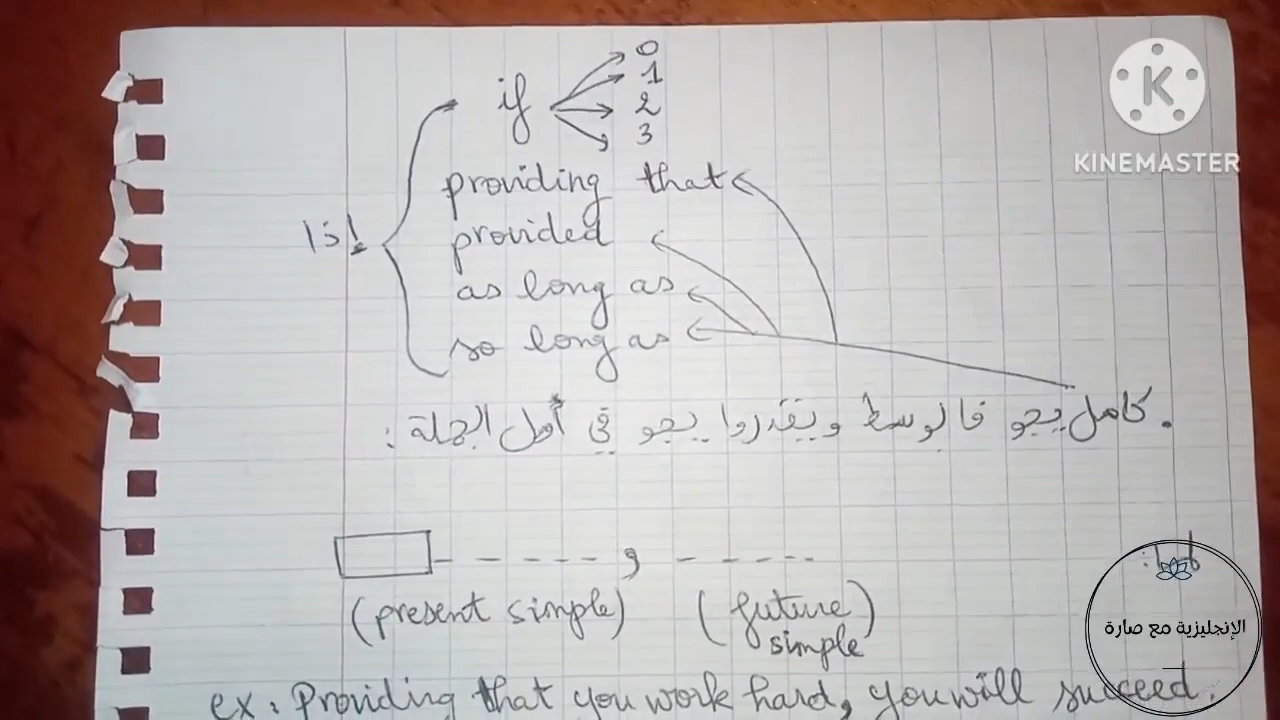 if
0
1
2
3
providing that
provided
as long as
so long as
إذا
كامل يجو فالوسط ويقدروا يجو في أول الجملة :
إما :
, 
(present simple) (future simple)
ex: Providing that you work hard, you will succeed.
KINEMASTER
الإنجليزية مع صارة